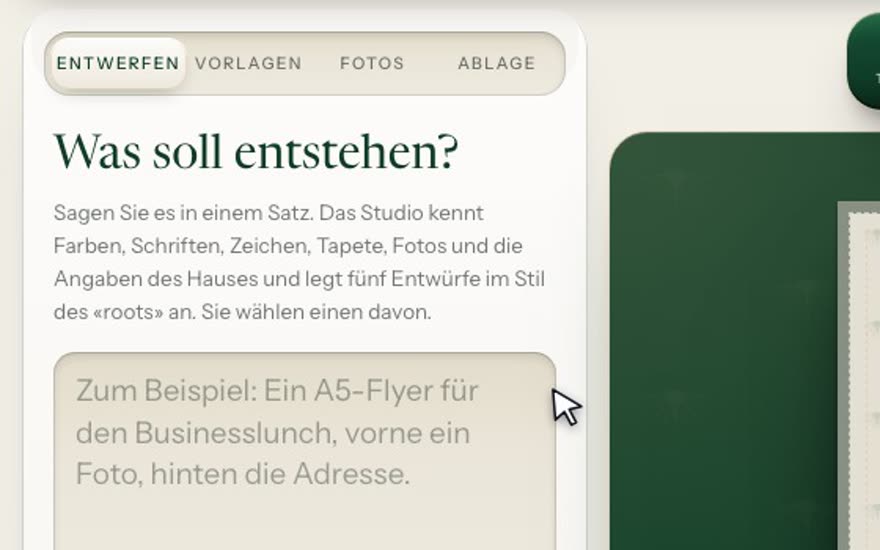 ENTWERFEN VORLAGEN FOTOS ABLAGE
Was soll entstehen?
Sagen Sie es in einem Satz. Das Studio kennt
Farben, Schriften, Zeichen, Tapete, Fotos und die
Angaben des Hauses und legt fünf Entwürfe im Stil
des «roots» an. Sie wählen einen davon.
Zum Beispiel: Ein A5-Flyer für
den Businesslunch, vorne ein
Foto, hinten die Adresse.